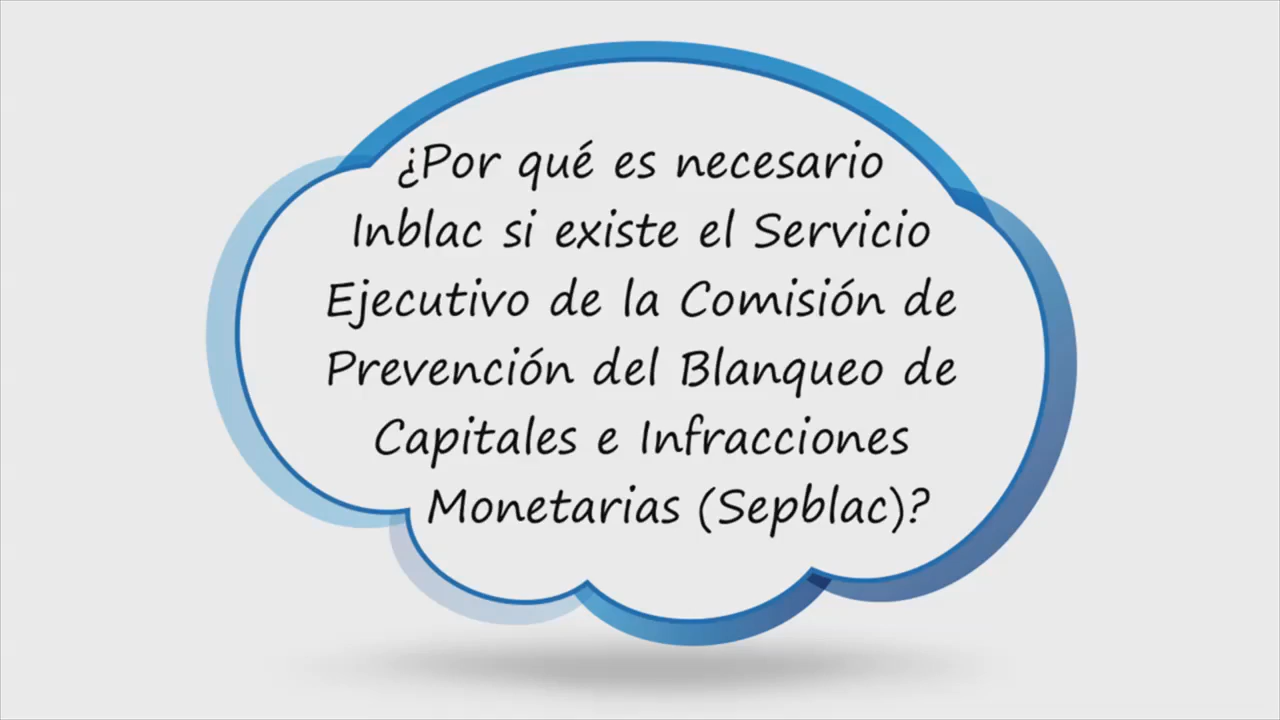 ¿Por qué es necesario
Inblac si existe el Servicio
Ejecutivo de la Comisión de
Prevención del Blanqueo de
Capitales e Infracciones
Monetarias (Sepblac)?